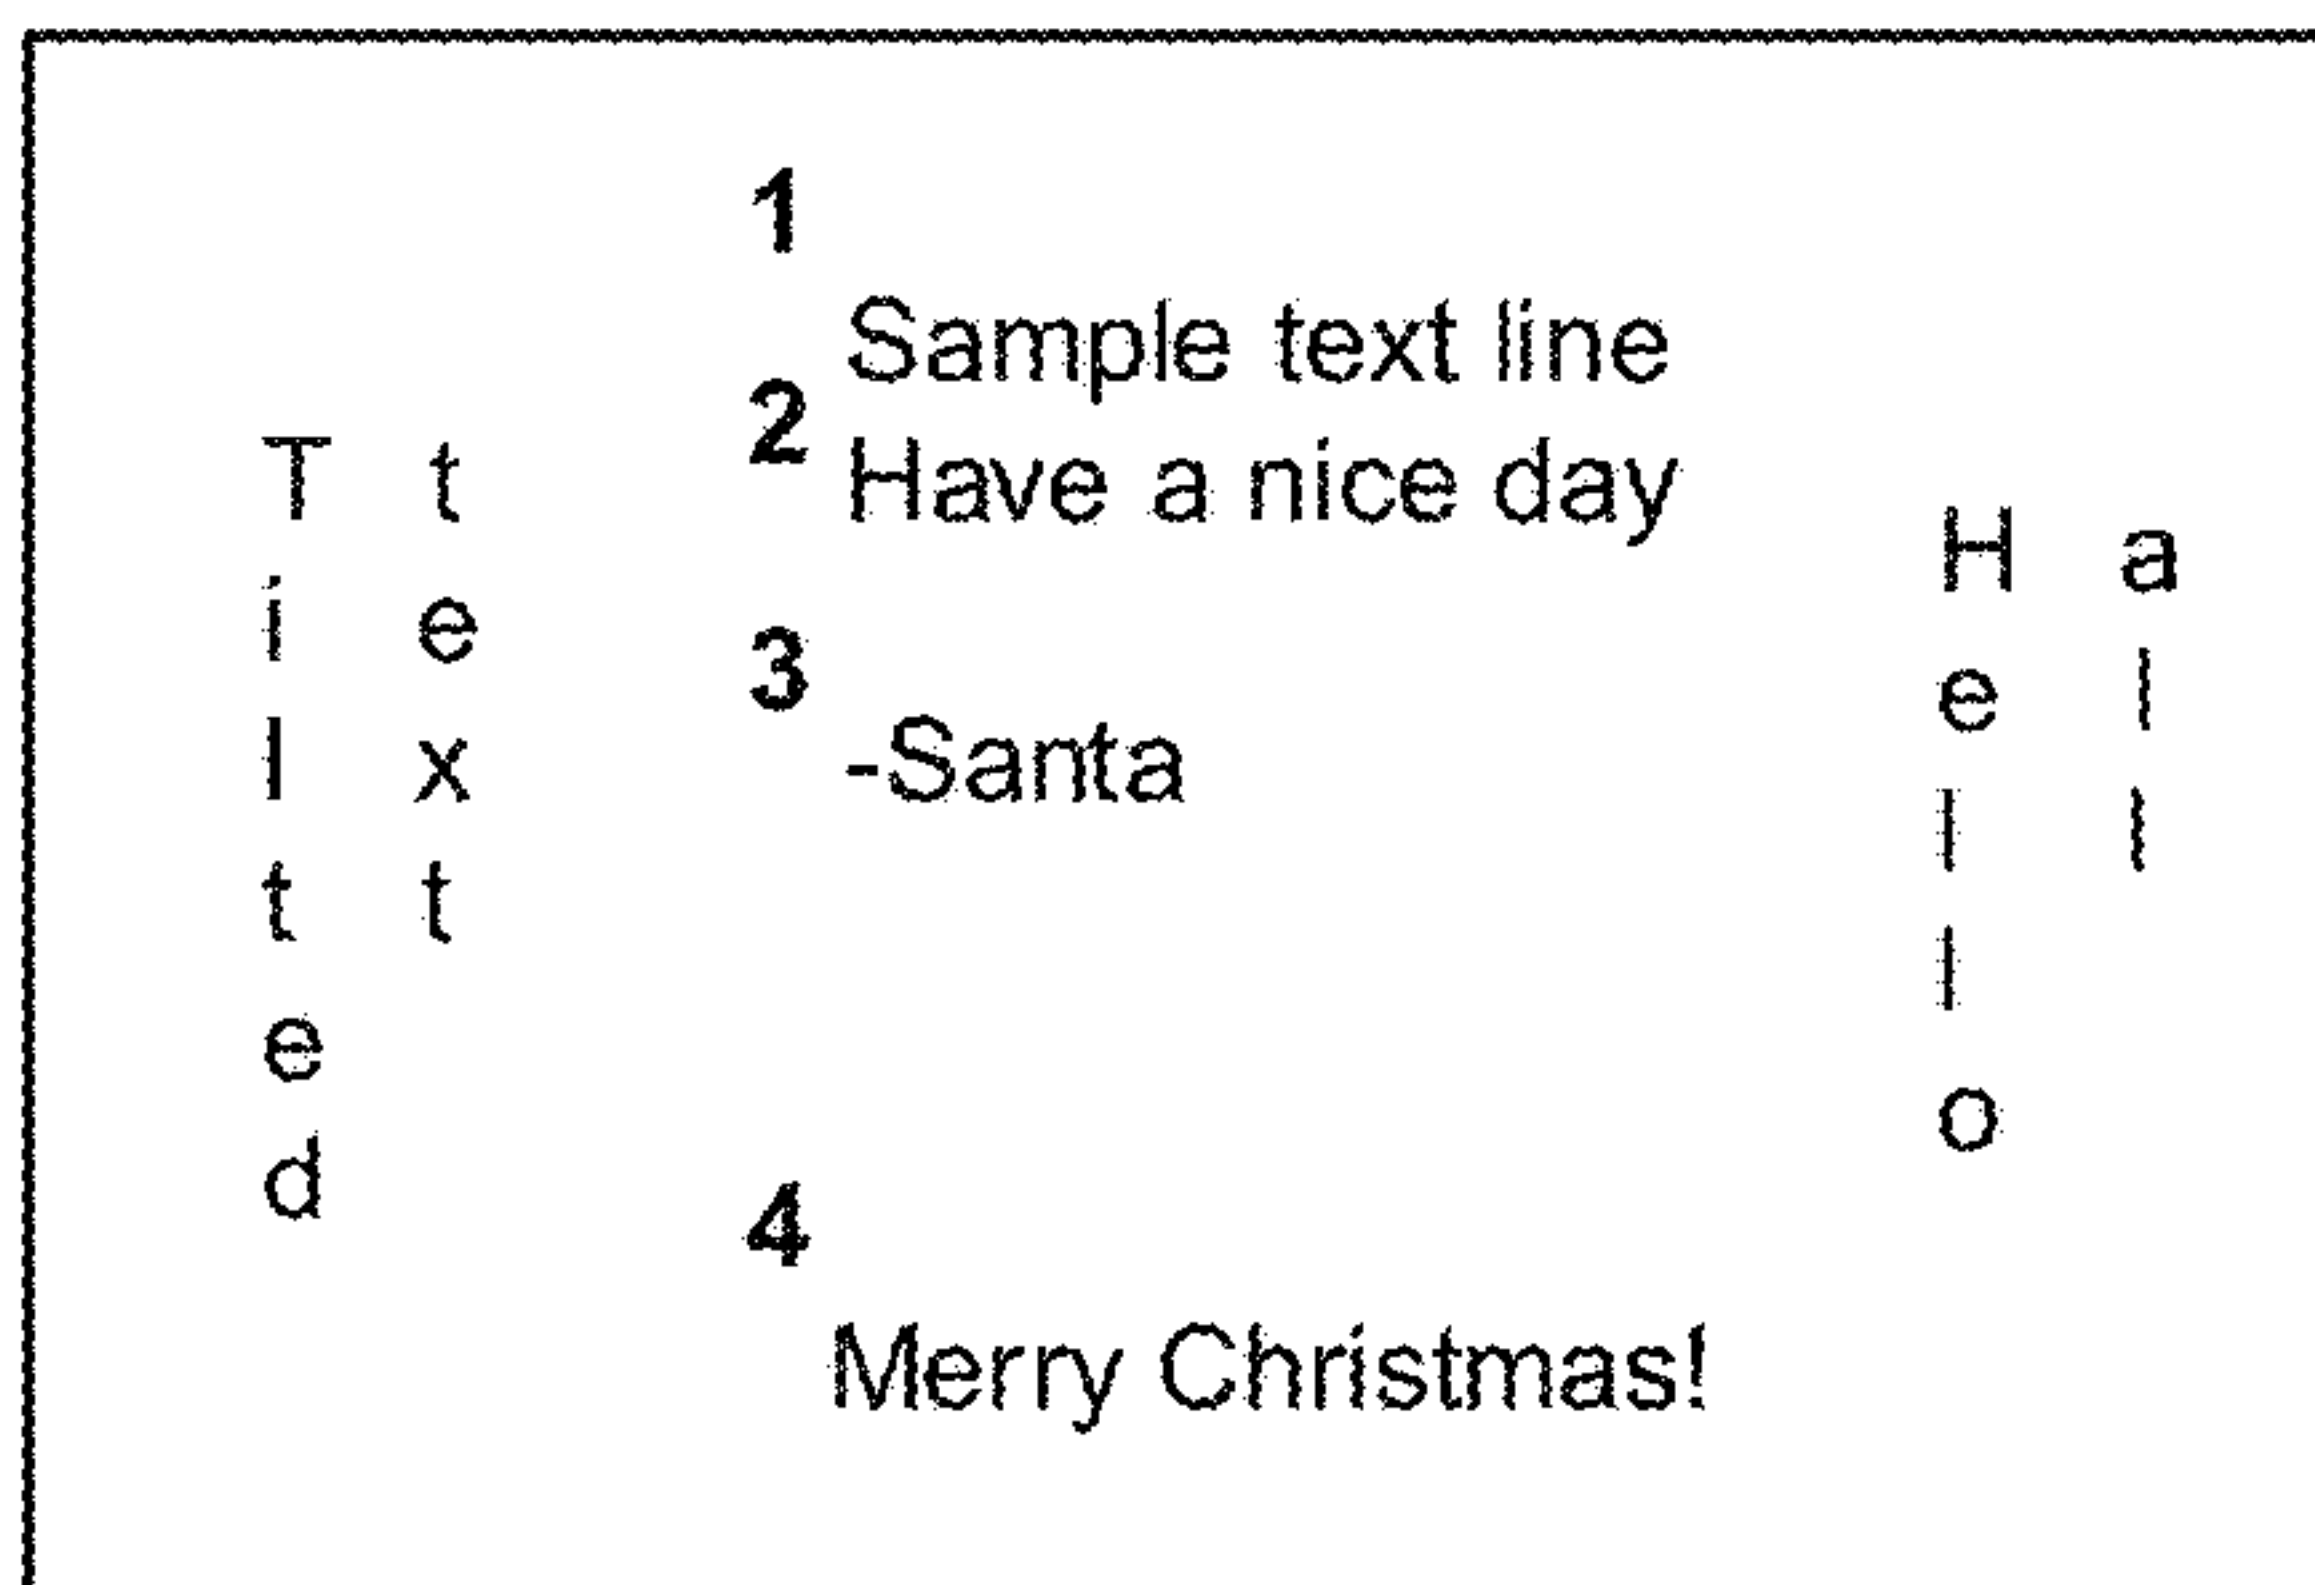 Tilted
text
1
Sample text line
2
Have a nice day
3
-Santa
4
Merry Christmas!
Hello
all